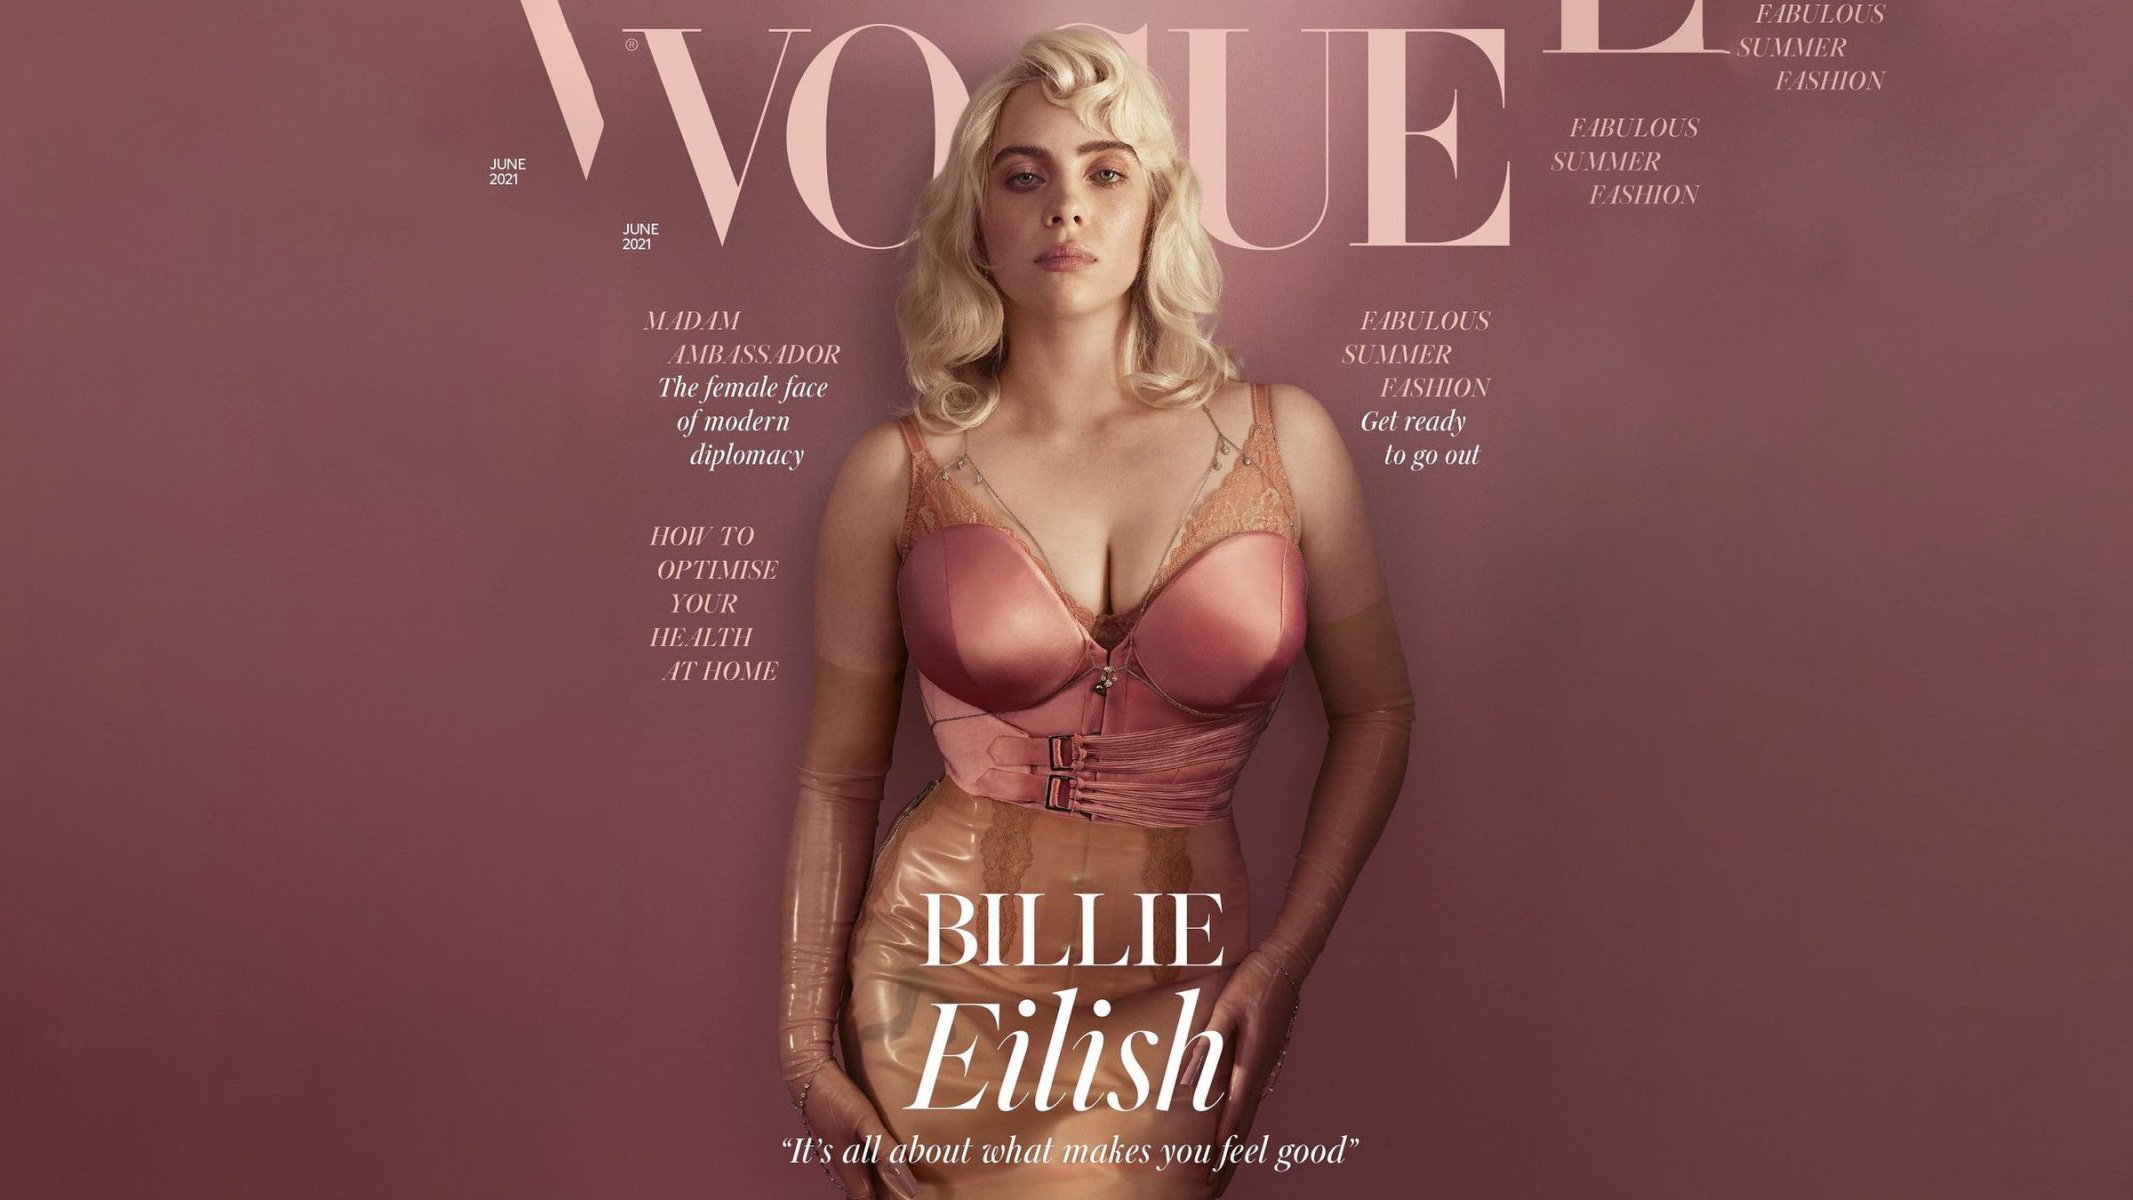 VOGUE
®
JUNE
2021
JUNE
2021
E
FABULOUS
SUMMER
FASHION
FABULOUS
SUMMER
FASHION
MADAM
AMBASSADOR
The female face
of modern
diplomacy
HOW TO
OPTIMISE
YOUR
HEALTH
AT HOME
FABULOUS
SUMMER
FASHION
Get ready
to go out
BILLIE
Eilish
“It’s all about what makes you feel good”